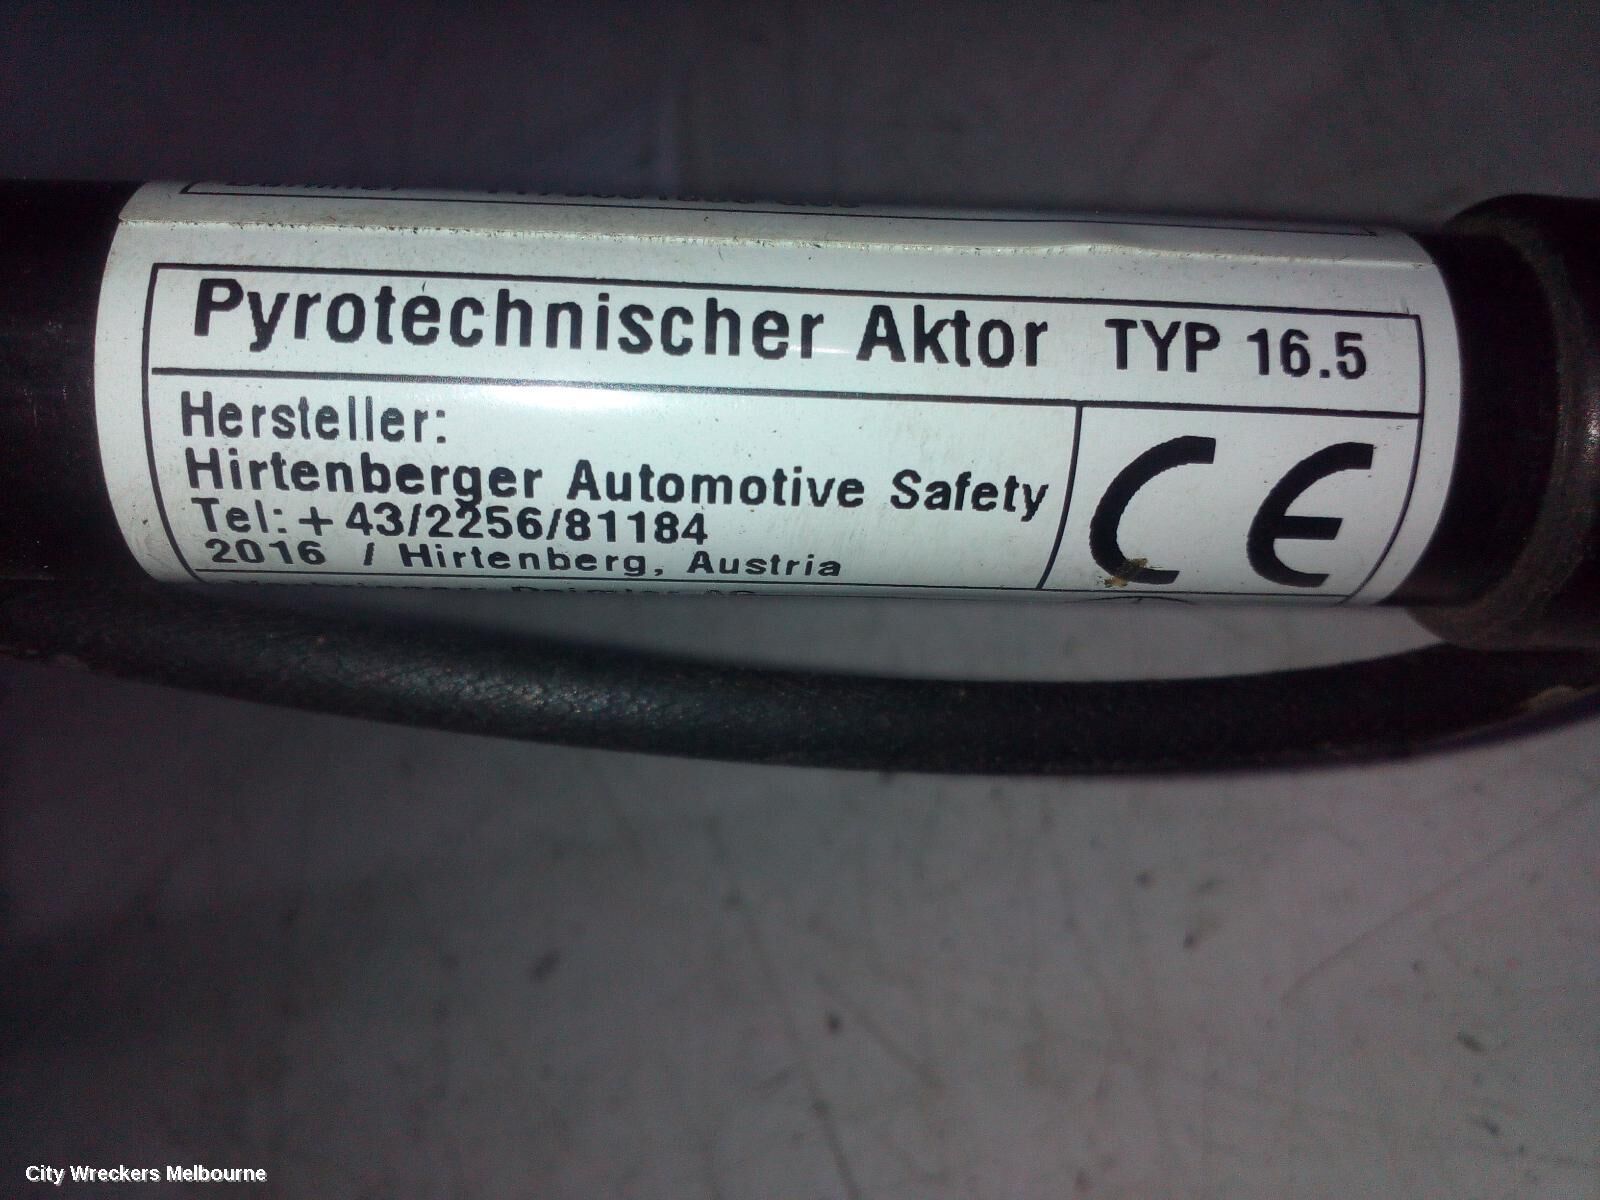 Pyrotechnischer Aktor TYP 16.5
Hersteller:
Hirtenberger Automotive Safety
Tel: + 43/2256/81184
2016 / Hirtenberg, Austria
CE
City Wreckers Melbourne